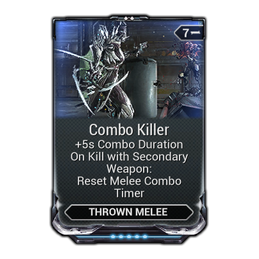 7
Combo Killer
+5s Combo Duration
On Kill with Secondary
Weapon:
Reset Melee Combo
Timer
THROWN MELEE